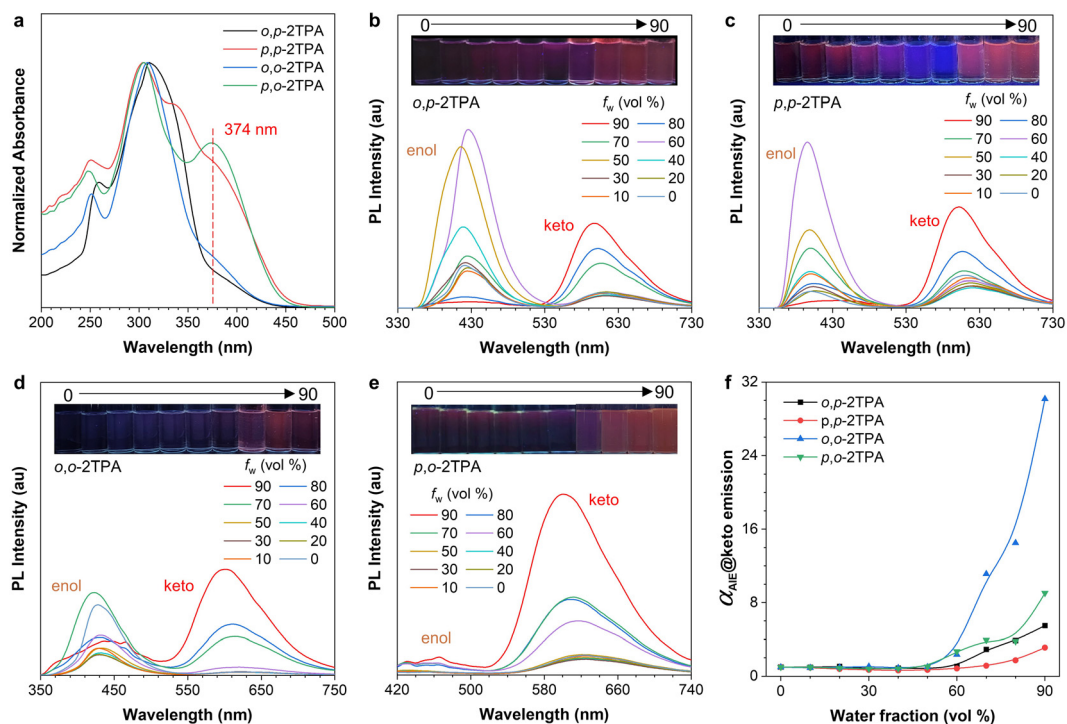 a
o,p-2TPA
p,p-2TPA
o,o-2TPA
p,o-2TPA
374 nm
Normalized Absorbance
200 250 300 350 400 450 500
Wavelength (nm)
b
0 90
o,p-2TPA
fw (vol %)
90 80
70 60
50 40
30 20
10 0
enol
keto
PL Intensity (au)
330 430 530 630 730
Wavelength (nm)
c
0 90
p,p-2TPA
fw (vol %)
90 80
70 60
50 40
30 20
10 0
enol
keto
PL Intensity (au)
330 430 530 630 730
Wavelength (nm)
d
0 90
o,o-2TPA
fw (vol %)
90 80
70 60
50 40
30 20
10 0
enol
keto
PL Intensity (au)
350 450 550 650 750
Wavelength (nm)
e
0 90
p,o-2TPA
fw (vol %)
90 80
70 60
50 40
30 20
10 0
keto
enol
PL Intensity (au)
420 500 580 660 740
Wavelength (nm)
f
32
24
16
8
0
o,p-2TPA
p,p-2TPA
o,o-2TPA
p,o-2TPA
αAIE@keto emission
0 15 30 45 60 75 90
Water fraction (vol %)